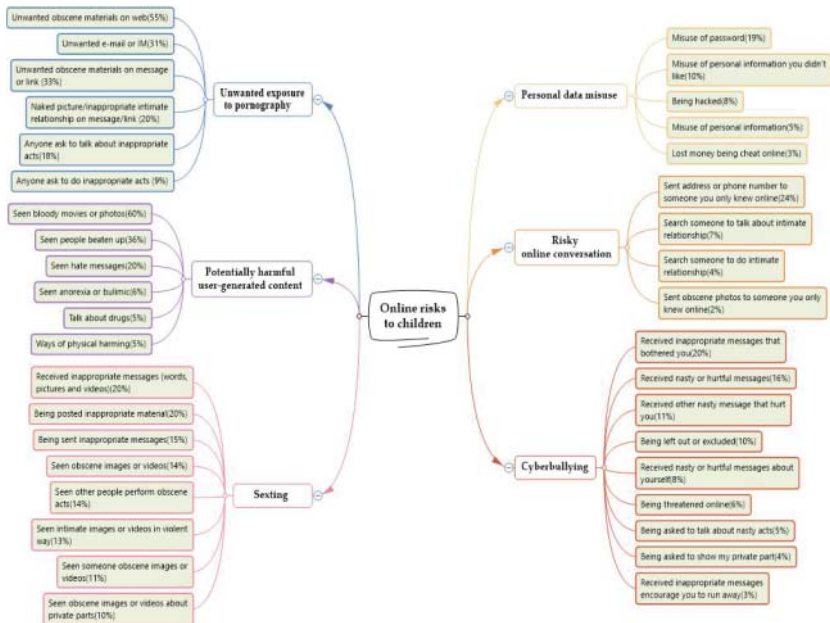 Online risks
to children
Unwanted exposure
to pornography
Unwanted obscene materials on web(55%)
Unwanted e-mail or IM(31%)
Unwanted obscene materials on message
or link (33%)
Naked picture/inappropriate intimate
relationship on message/link (20%)
Anyone ask to talk about inappropriate
acts(18%)
Anyone ask to do inappropriate acts (9%)
Potentially harmful
user-generated content
Seen bloody movies or photos(60%)
Seen people beaten up(36%)
Seen hate messages(20%)
Seen anorexia or bulimic(6%)
Talk about drugs(5%)
Ways of physical harming(5%)
Sexting
Received inappropriate messages (words,
pictures and videos)(20%)
Being posted inappropriate material(20%)
Being sent inappropriate messages(15%)
Seen obscene images or videos(14%)
Seen other people perform obscene
acts(14%)
Seen intimate images or videos in violent
way(13%)
Seen someone obscene images or
videos(11%)
Seen obscene images or videos about
private parts(10%)
Personal data misuse
Misuse of password(19%)
Misuse of personal information you didn't
like(10%)
Being hacked(8%)
Misuse of personal information(5%)
Lost money being cheat online(3%)
Risky
online conversation
Sent address or phone number to
someone you only knew online(24%)
Search someone to talk about intimate
relationship(7%)
Search someone to do intimate
relationship(4%)
Sent obscene photos to someone you only
knew online(2%)
Cyberbullying
Received inappropriate messages that
bothered you(20%)
Received nasty or hurtful messages(16%)
Received other nasty message that hurt
you(11%)
Being left out or excluded(10%)
Received nasty or hurtful messages about
yourself(8%)
Being threatened online(6%)
Being asked to talk about nasty acts(5%)
Being asked to show my private part(4%)
Received inappropriate messages
encourage you to run away(3%)